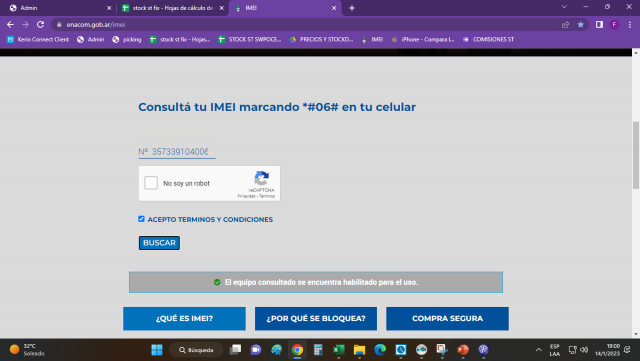 Admin
stock st fix - Hojas de cálculo de
IMEI
enacom.gob.ar/imei
F
Kerio Connect Client
Admin
picking
stock st fix - Hojas...
STOCK ST SWPOCE...
PRECIOS Y STOCKD...
IMEI
iPhone - Compara l...
COMISIONES ST
Consultá tu IMEI marcando *#06# en tu celular
Nº 357339104006
No soy un robot
reCAPTCHA
Privacidad - Términos
ACEPTO TERMINOS Y CONDICIONES
BUSCAR
El equipo consultado se encuentra habilitado para el uso.
¿QUÉ ES IMEI?
¿POR QUÉ SE BLOQUEA?
COMPRA SEGURA
32°C
Soleado
Búsqueda
ESP
LAA
19:00
14/1/2023